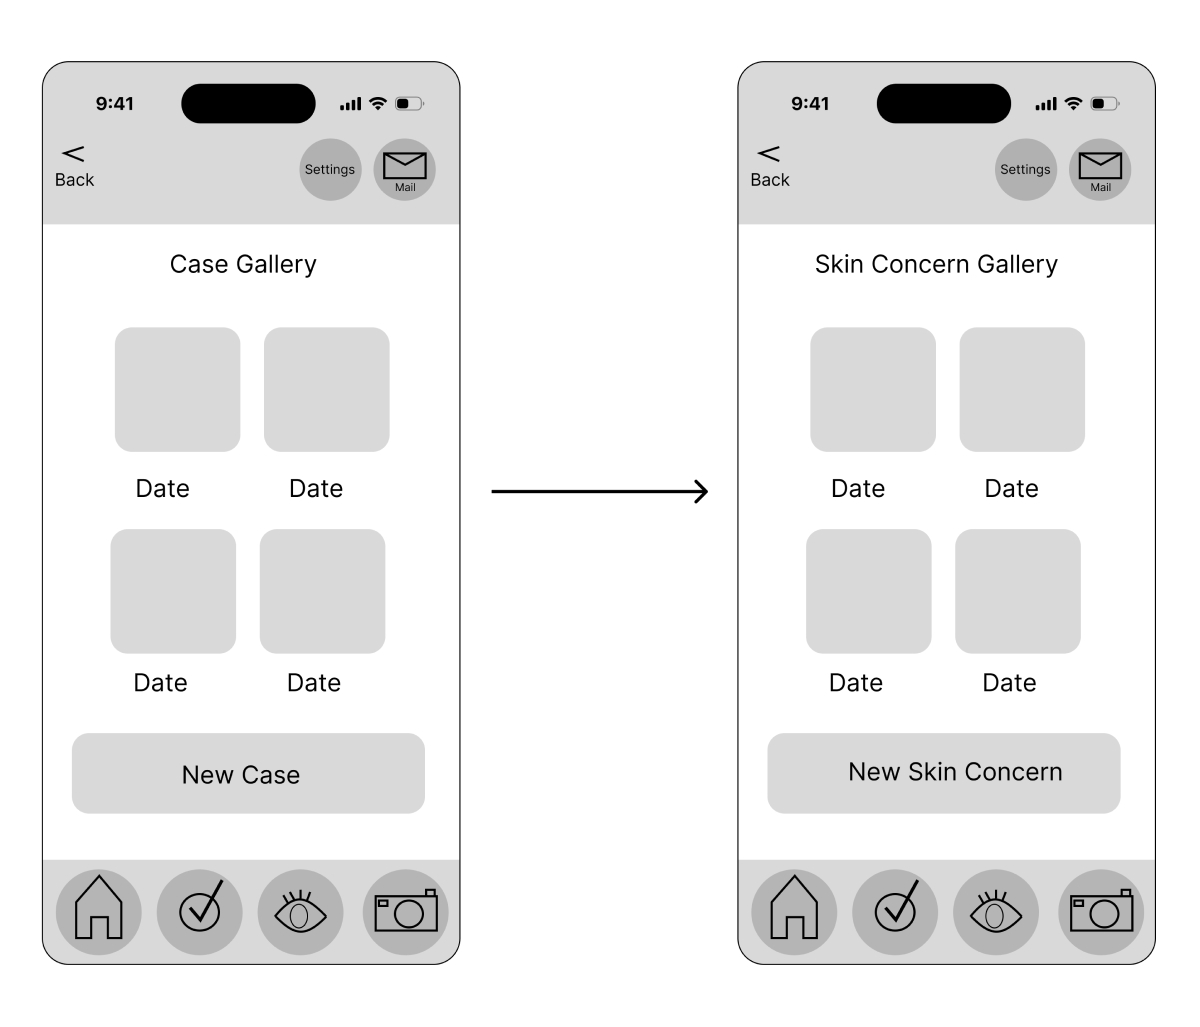 9:41
Back
Settings
Mail
Case Gallery
Date Date
Date Date
New Case
9:41
Back
Settings
Mail
Skin Concern Gallery
Date Date
Date Date
New Skin Concern